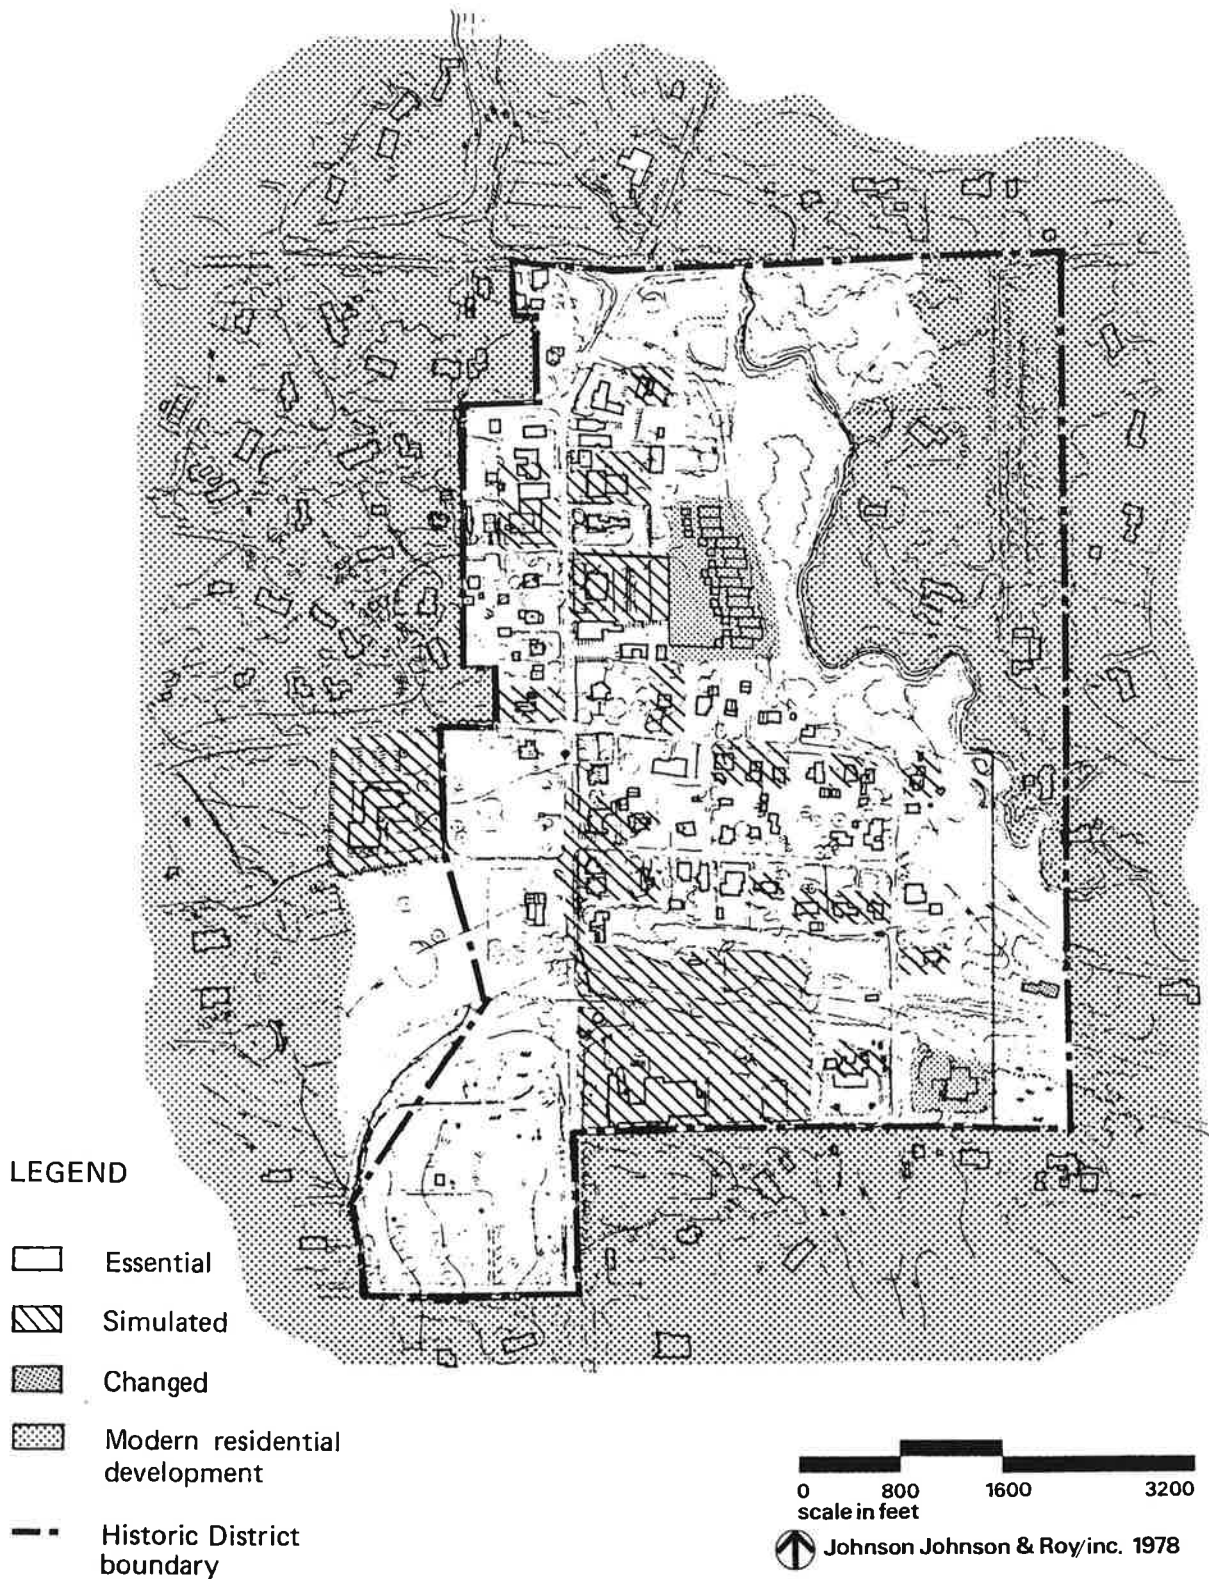 LEGEND
Essential
Simulated
Changed
Modern residential
development
Historic District
boundary
0 800 1600 3200
scale in feet
Johnson Johnson & Roy/inc. 1978